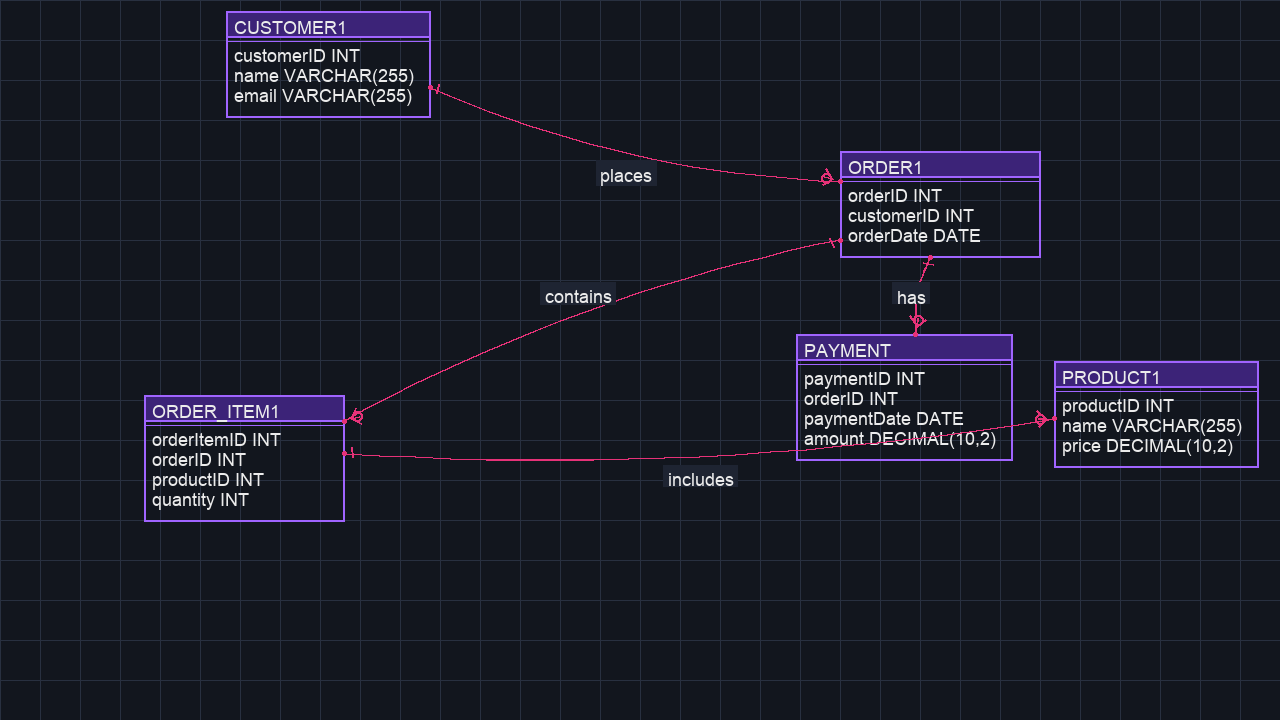 CUSTOMER1
customerID INT
name VARCHAR(255)
email VARCHAR(255)
places
ORDER1
orderID INT
customerID INT
orderDate DATE
contains
has
PAYMENT
paymentID INT
orderID INT
paymentDate DATE
amount DECIMAL(10,2)
PRODUCT1
productID INT
name VARCHAR(255)
price DECIMAL(10,2)
ORDER_ITEM1
orderItemID INT
orderID INT
productID INT
quantity INT
includes